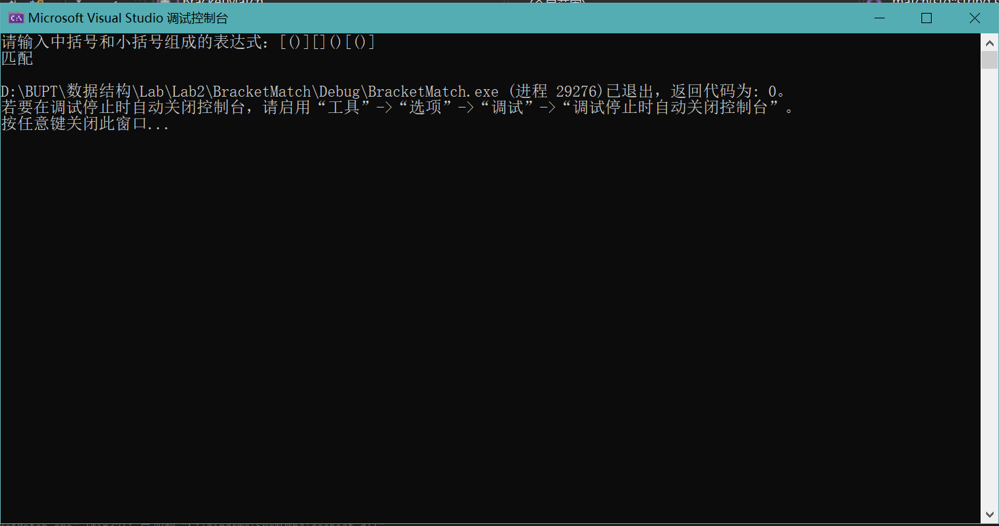 BracketMatch
Microsoft Visual Studio 调试控制台
请输入中括号和小括号组成的表达式：[()][]()[()]
匹配
D:\BUPT\数据结构\Lab\Lab2\BracketMatch\Debug\BracketMatch.exe (进程 29276)已退出，返回代码为: 0。
若要在调试停止时自动关闭控制台，请启用“工具”->“选项”->“调试”->“调试停止时自动关闭控制台”。
按任意键关闭此窗口...